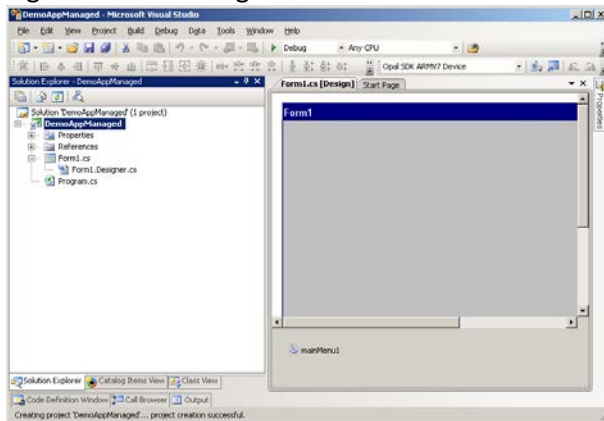 DemoAppManaged - Microsoft Visual Studio
File Edit View Project Build Debug Data Tools Window Help
Debug Any CPU
Opal SDK ARMV7 Device
Solution Explorer - DemoAppManaged
Form1.cs [Design] Start Page
Properties
Solution 'DemoAppManaged' (1 project)
DemoAppManaged
Properties
References
Form1.cs
Form1.Designer.cs
Program.cs
Form1
mainMenu1
Solution Explorer Catalog Items View Class View
Code Definition Window Call Browser Output
Creating project 'DemoAppManaged'... project creation successful.